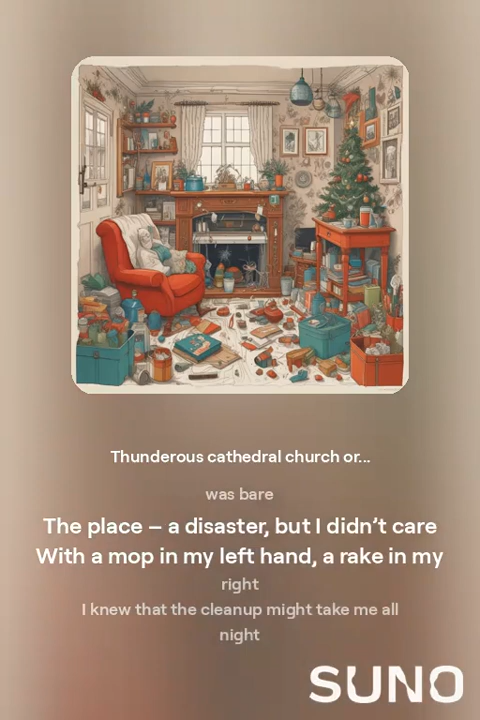 Thunderous cathedral church or...
was bare
The place – a disaster, but I didn’t care
With a mop in my left hand, a rake in my
right
I knew that the cleanup might take me all
night
SUNO